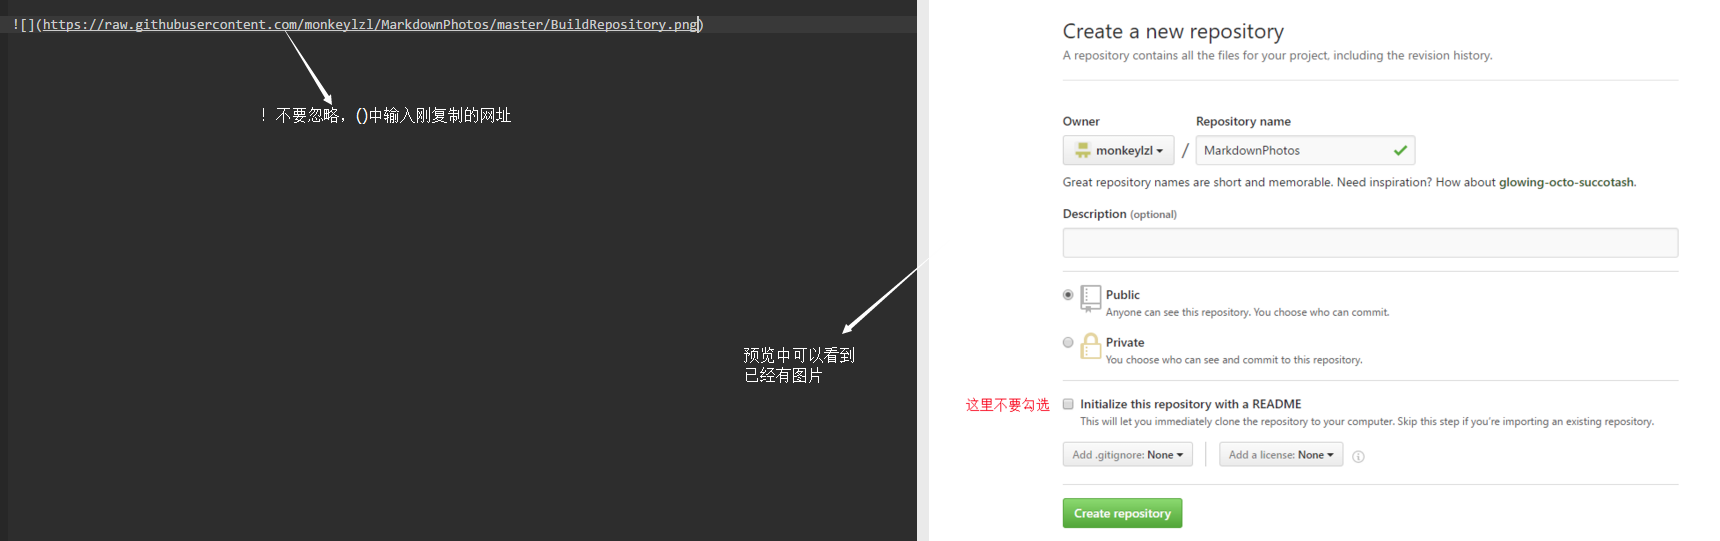 ![](https://raw.githubusercontent.com/monkeylzl/MarkdownPhotos/master/BuildRepository.png)
！不要忽略，()中输入刚复制的网址
预览中可以看到
已经有图片
Create a new repository
A repository contains all the files for your project, including the revision history.
Owner
Repository name
monkeylzl
/
MarkdownPhotos
Great repository names are short and memorable. Need inspiration? How about glowing-octo-succotash.
Description (optional)
Public
Anyone can see this repository. You choose who can commit.
Private
You choose who can see and commit to this repository.
这里不要勾选
Initialize this repository with a README
This will let you immediately clone the repository to your computer. Skip this step if you're importing an existing repository.
Add .gitignore: None
Add a license: None
Create repository